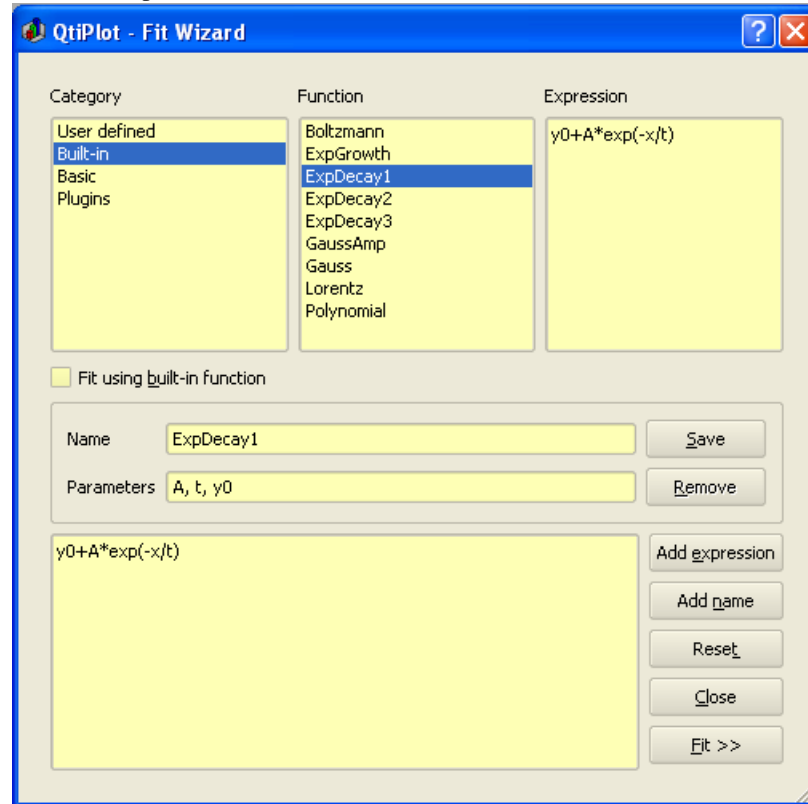 QtiPlot - Fit Wizard
Category
Function
Expression
User defined
Built-in
Basic
Plugins
Boltzmann
ExpGrowth
ExpDecay1
ExpDecay2
ExpDecay3
GaussAmp
Gauss
Lorentz
Polynomial
y0+A*exp(-x/t)
Fit using built-in function
Name ExpDecay1 Save
Parameters A, t, y0 Remove
y0+A*exp(-x/t)
Add expression
Add name
Reset
Close
Fit >>